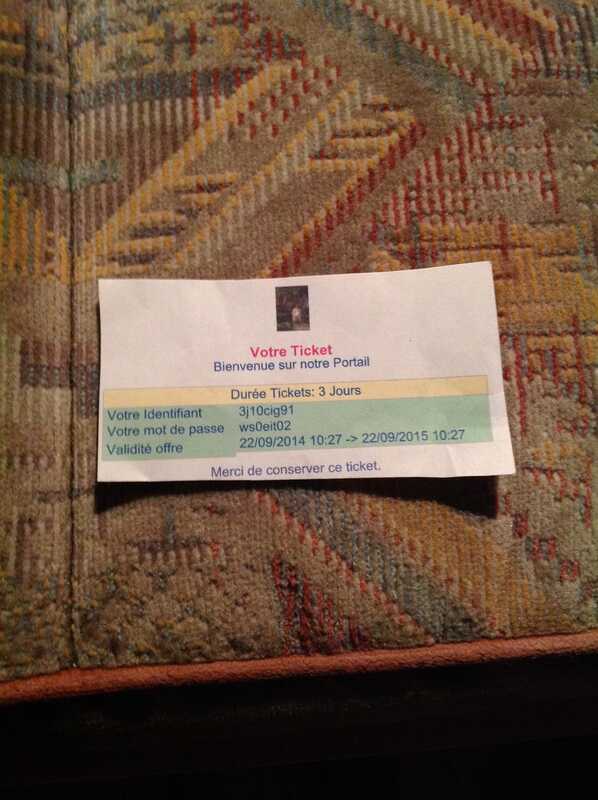 Votre Ticket
Bienvenue sur notre Portail
Durée Tickets: 3 Jours
Votre Identifiant 3j10cig91
Votre mot de passe ws0eit02
Validité offre 22/09/2014 10:27 -> 22/09/2015 10:27
Merci de conserver ce ticket.